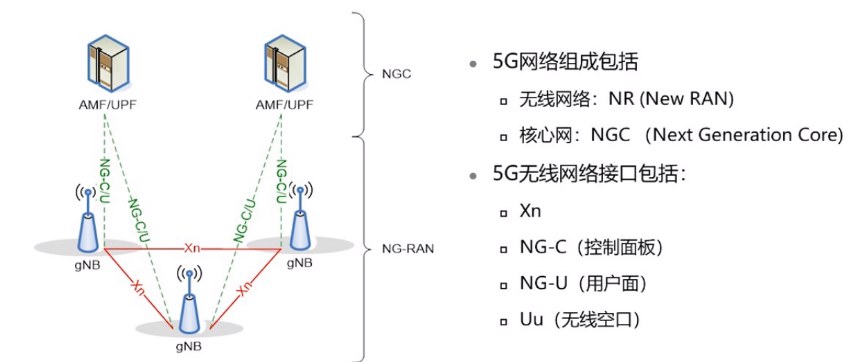 AMF/UPF
AMF/UPF
NGC
NG-C/U
NG-C/U
NG-C/U
NG-C/U
Xn
gNB
gNB
NG-RAN
Xn
Xn
gNB
• 5G网络组成包括
▫ 无线网络：NR (New RAN)
▫ 核心网：NGC （Next Generation Core)
• 5G无线网络接口包括：
▫ Xn
▫ NG-C（控制面板）
▫ NG-U（用户面）
▫ Uu（无线空口）